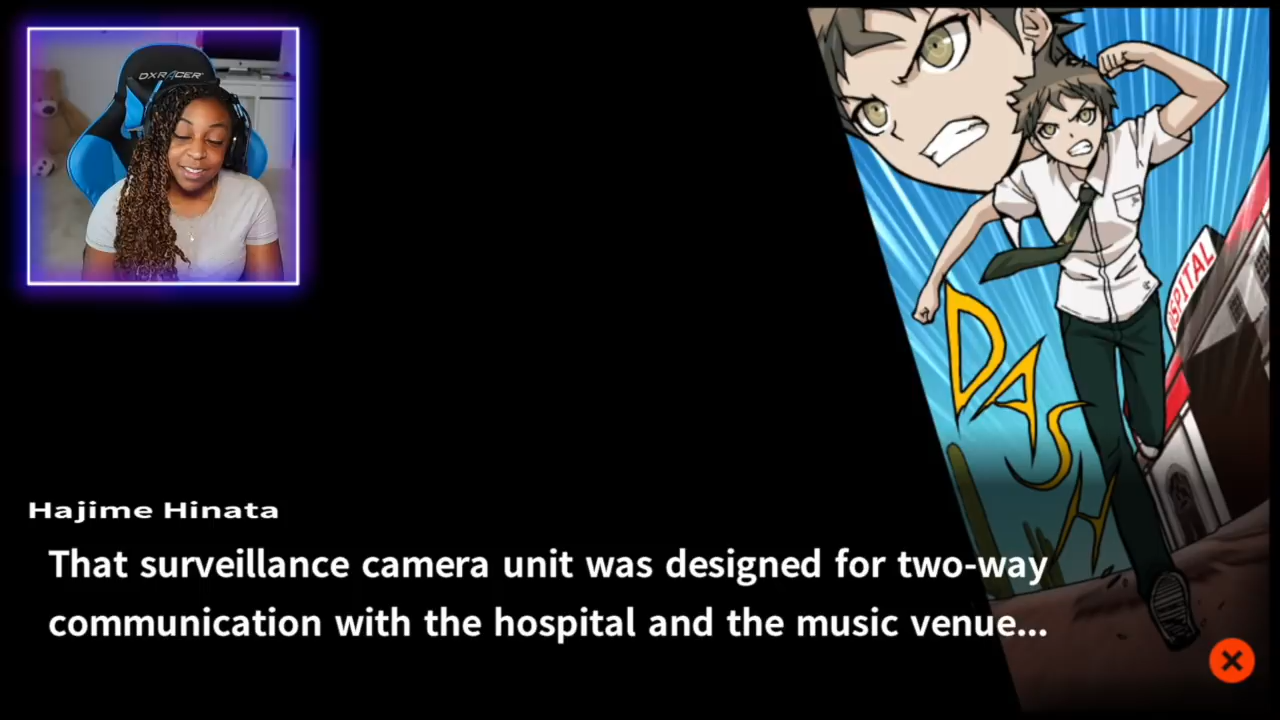 DXRACER
DASH
SPITAL
Hajime Hinata
That surveillance camera unit was designed for two-way
communication with the hospital and the music venue...